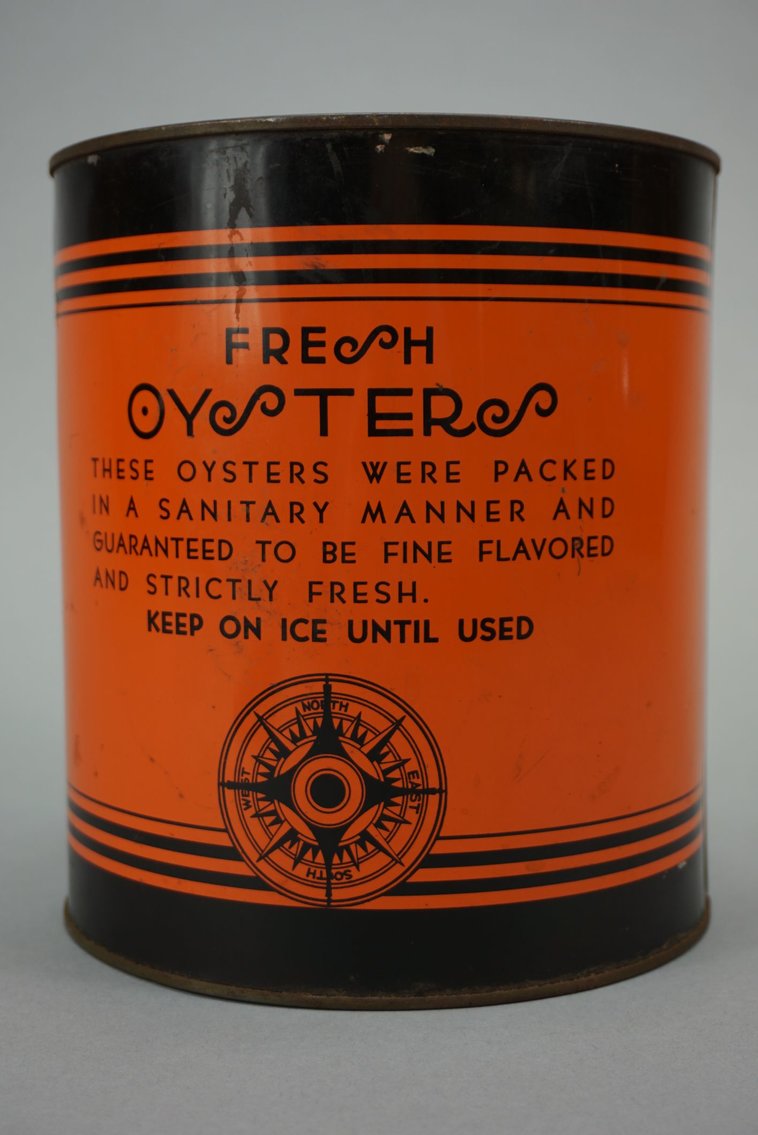 FRESH
OYSTERS
THESE OYSTERS WERE PACKED
IN A SANITARY MANNER AND
GUARANTEED TO BE FINE FLAVORED
AND STRICTLY FRESH.
KEEP ON ICE UNTIL USED
NORTH
WEST
EAST
SOUTH